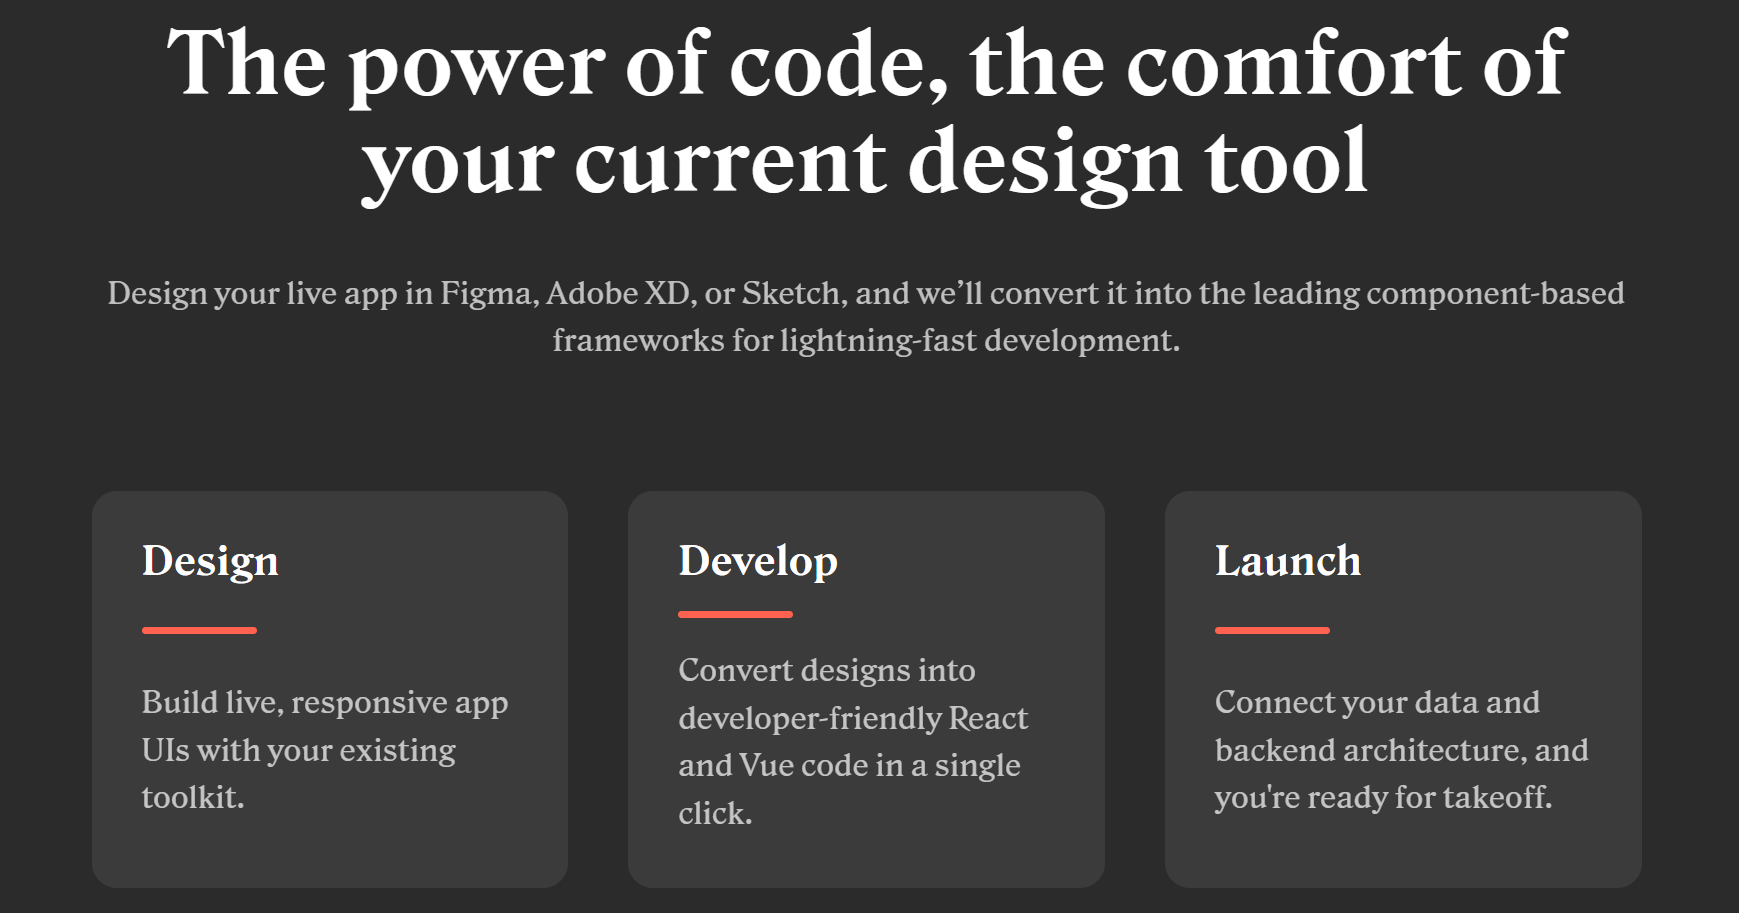 The power of code, the comfort of
your current design tool
Design your live app in Figma, Adobe XD, or Sketch, and we’ll convert it into the leading component-based
frameworks for lightning-fast development.
Design
Build live, responsive app
UIs with your existing
toolkit.
Develop
Convert designs into
developer-friendly React
and Vue code in a single
click.
Launch
Connect your data and
backend architecture, and
you're ready for takeoff.